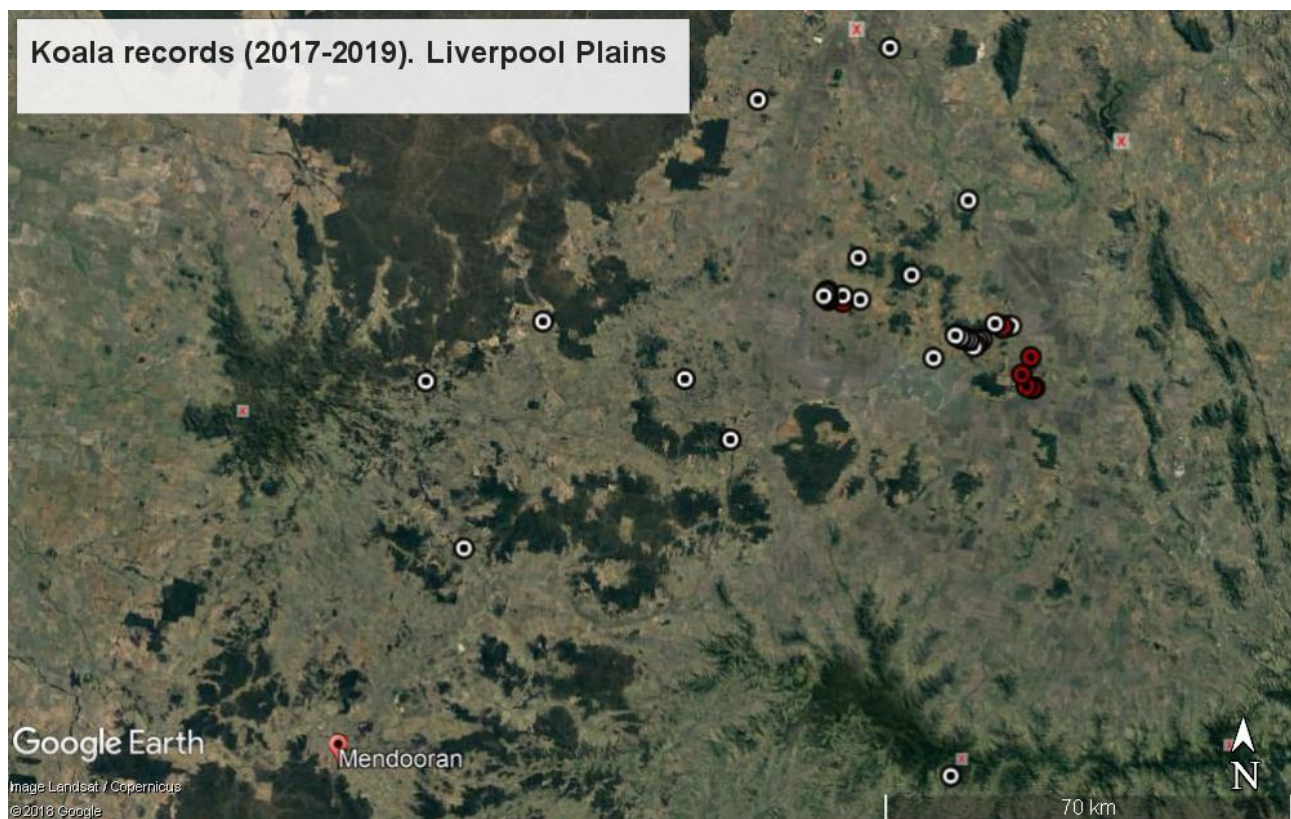 Koala records (2017-2019). Liverpool Plains
Google Earth
Mendooran
Image Landsat / Copernicus
© 2018 Google
70 km
N